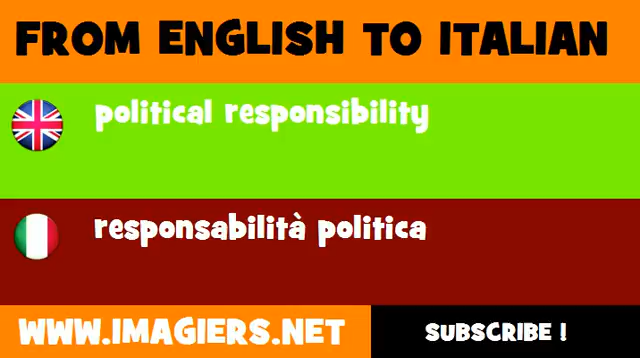 FROM ENGLISH TO ITALIAN
political responsibility
responsabilità politica
WWW.IMAGIERS.NET
SUBSCRIBE !